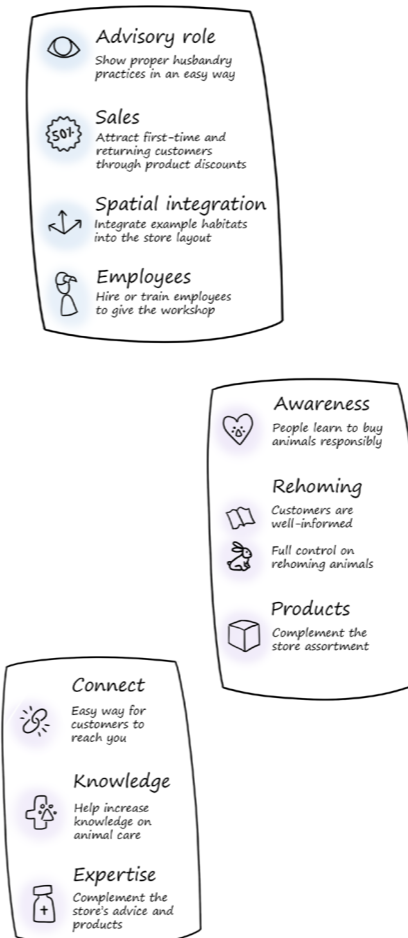 Advisory role
Show proper husbandry
practices in an easy way
50%
Sales
Attract first-time and
returning customers
through product discounts
Spatial integration
Integrate example habitats
into the store layout
Employees
Hire or train employees
to give the workshop
Awareness
People learn to buy
animals responsibly
Rehoming
Customers are
well-informed
Full control on
rehoming animals
Products
Complement the
store assortment
Connect
Easy way for
customers to
reach you
Knowledge
Help increase
knowledge on
animal care
Expertise
Complement the
store's advice and
products